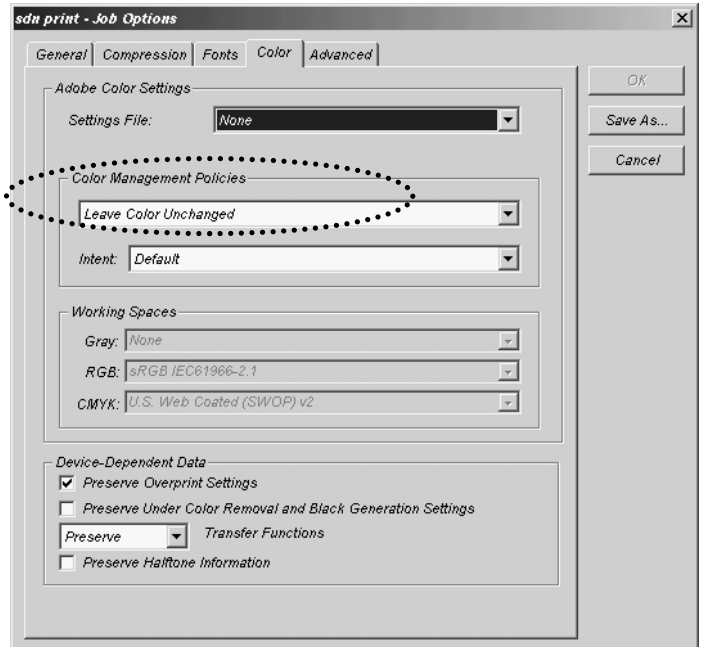 sdn print - Job Options
General Compression Fonts Color Advanced
Adobe Color Settings
Settings File: None
Color Management Policies
Leave Color Unchanged
Intent: Default
Working Spaces
Gray: None
RGB: sRGB IEC61966-2.1
CMYK: U.S. Web Coated (SWOP) v2
Device-Dependent Data
Preserve Overprint Settings
Preserve Under Color Removal and Black Generation Settings
Preserve Transfer Functions
Preserve Halftone Information
OK
Save As...
Cancel